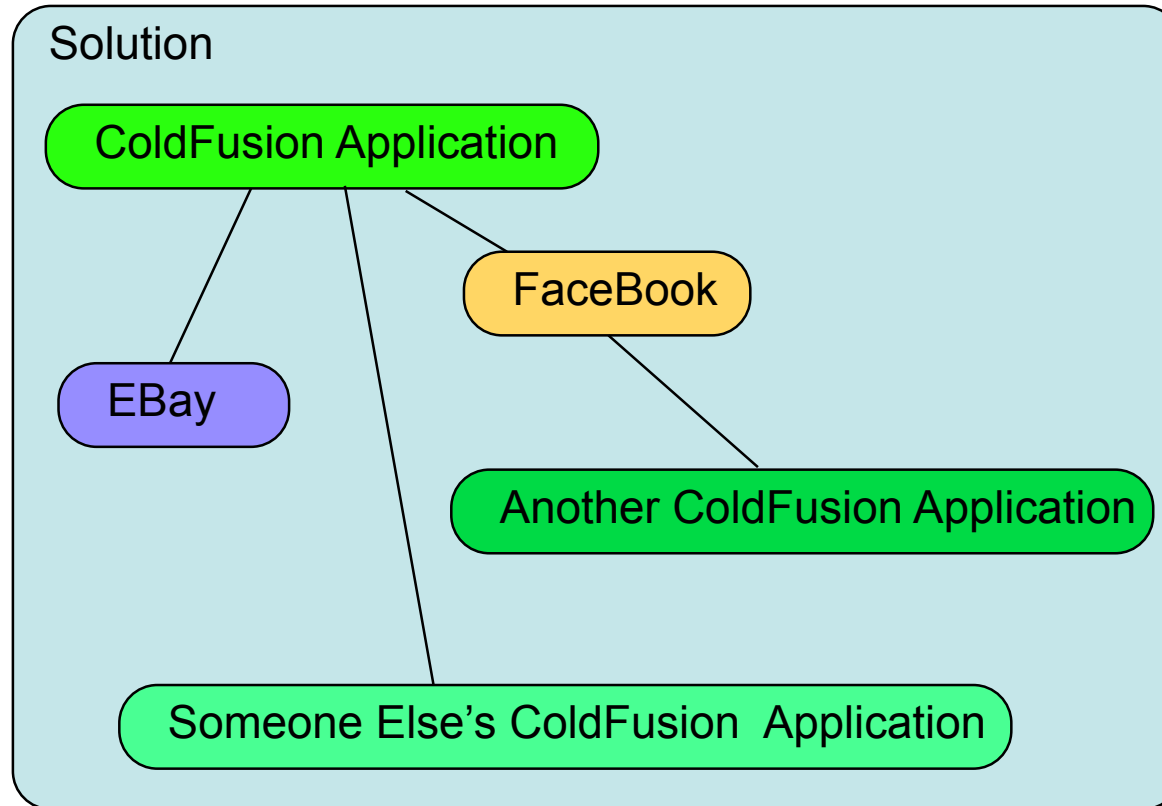 Solution
ColdFusion Application
FaceBook
EBay
Another ColdFusion Application
Someone Else’s ColdFusion  Application